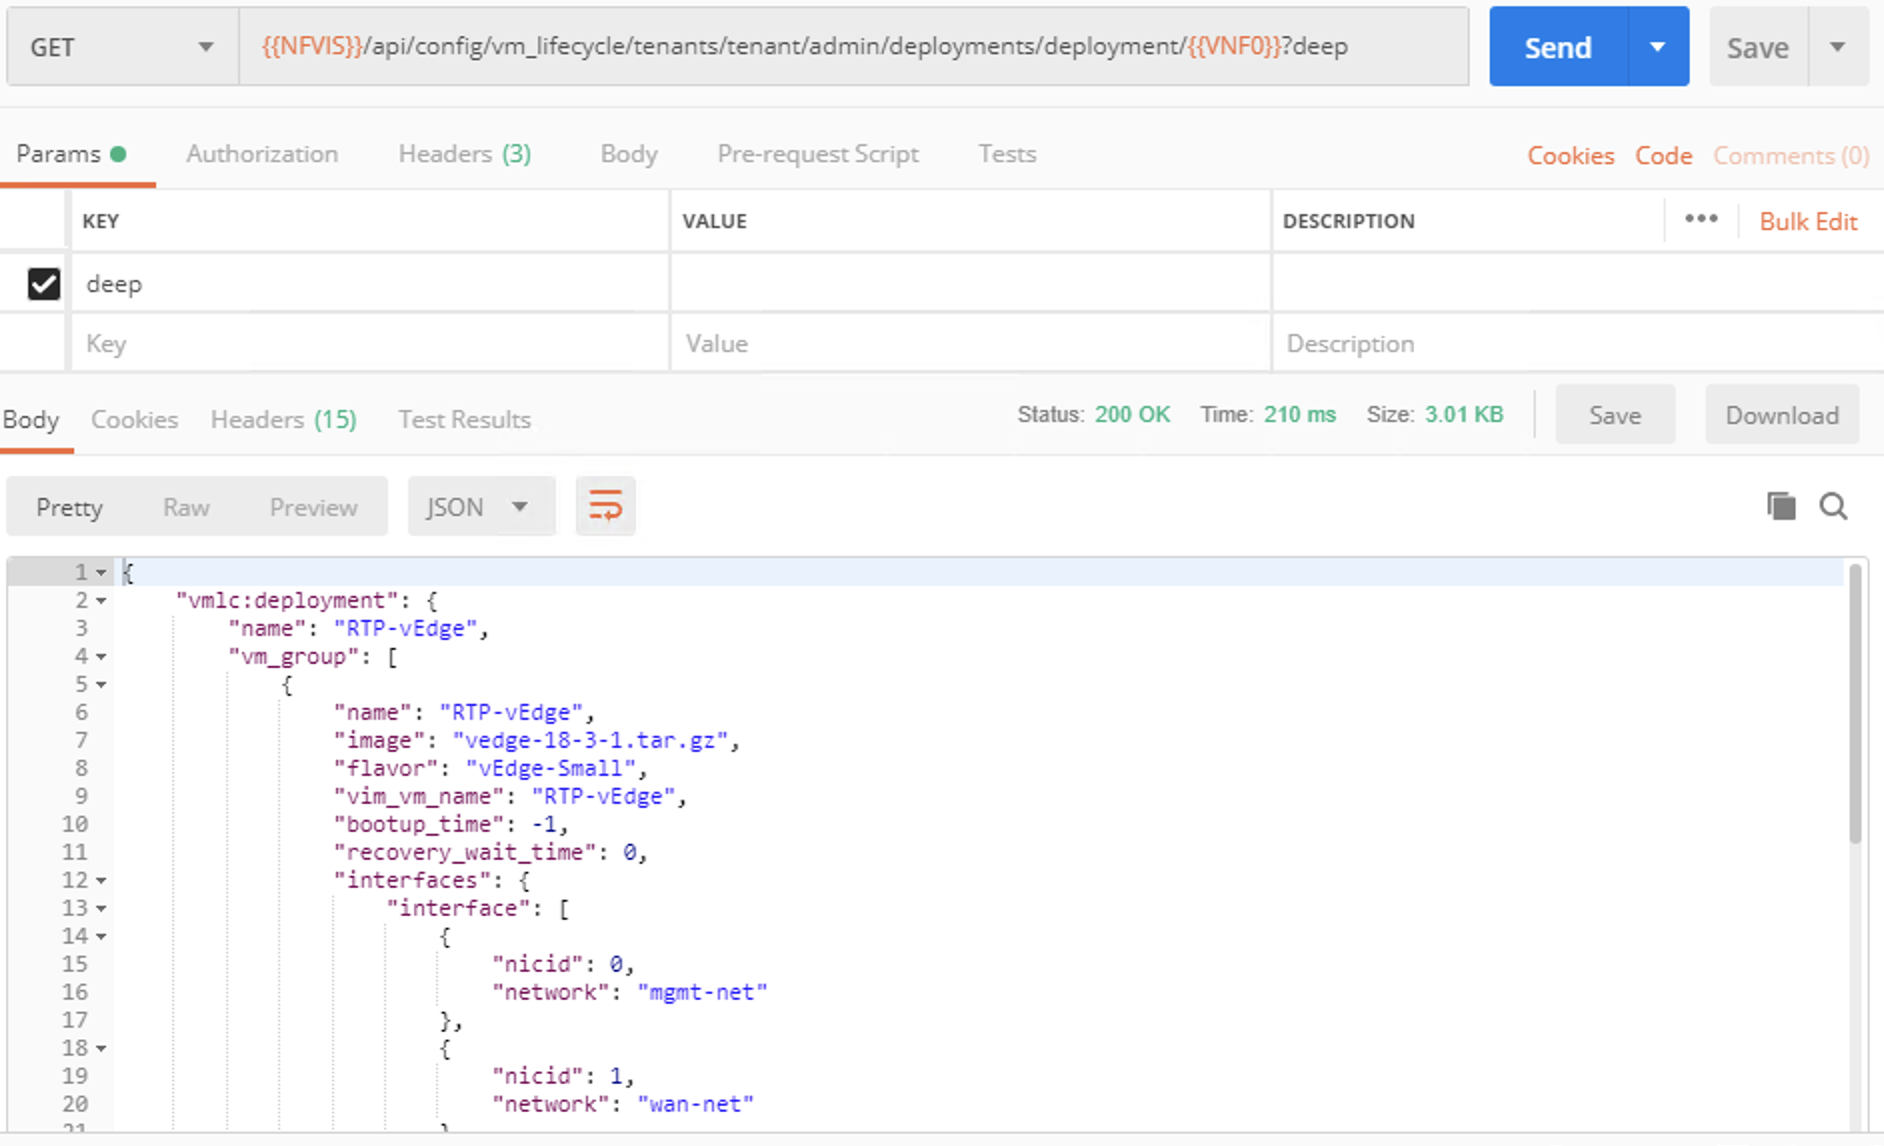 GET {{NFVIS}}/api/config/vm_lifecycle/tenants/tenant/admin/deployments/deployment/{{VNF0}}?deep Send Save
Params Authorization Headers (3) Body Pre-request Script Tests Cookies Code Comments (0)
KEY VALUE DESCRIPTION ••• Bulk Edit
deep
Key Value Description
Body Cookies Headers (15) Test Results Status: 200 OK Time: 210 ms Size: 3.01 KB Save Download
Pretty Raw Preview JSON
1 {
2 "vmlc:deployment": {
3 "name": "RTP-vEdge",
4 "vm_group": [
5 {
6 "name": "RTP-vEdge",
7 "image": "vedge-18-3-1.tar.gz",
8 "flavor": "vEdge-Small",
9 "vim_vm_name": "RTP-vEdge",
10 "bootup_time": -1,
11 "recovery_wait_time": 0,
12 "interfaces": {
13 "interface": [
14 {
15 "nicid": 0,
16 "network": "mgmt-net"
17 },
18 {
19 "nicid": 1,
20 "network": "wan-net"
21 }